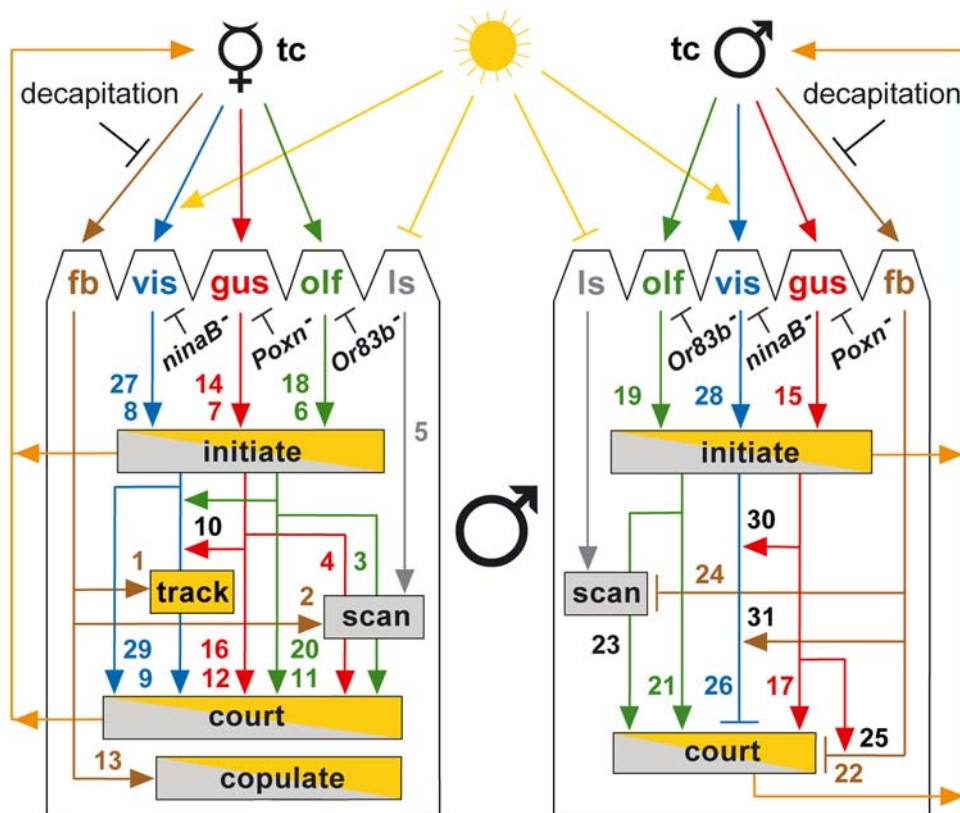 tc tc
decapitation decapitation
fb vis gus olf ls ls olf vis gus fb
ninaB- Poxn- Or83b- Or83b- ninaB- Poxn-
27 14 18
8 7 6 5 19 28 15
initiate initiate
10 30
1 4 3 24
track 2 scan scan
31
29 16 20 23
9 12 11 21 26 17
court 25
court 22
13
copulate